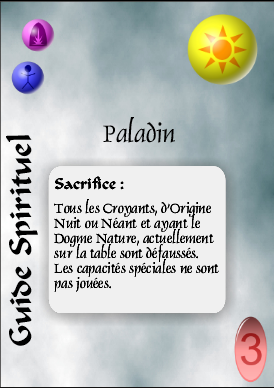 Paladin
Guide Spirituel
Sacrifice :
Tous les Croyants, d'Origine
Nuit ou Néant et ayant le
Dogme Nature, actuellement
sur la table sont défaussés.
Les capacités spéciales ne sont
pas jouées.
3